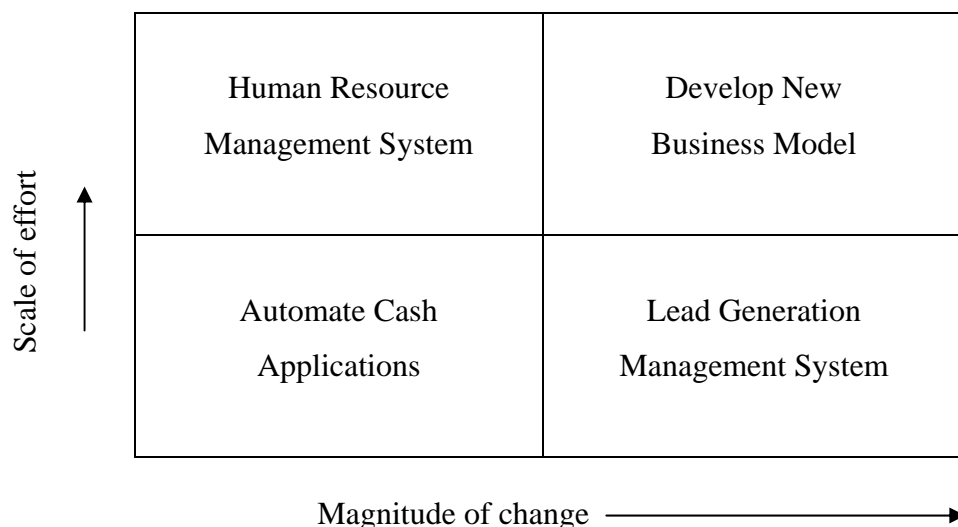 Human Resource
Management System
Develop New
Business Model
Scale of effort
Automate Cash
Applications
Lead Generation
Management System
Magnitude of change